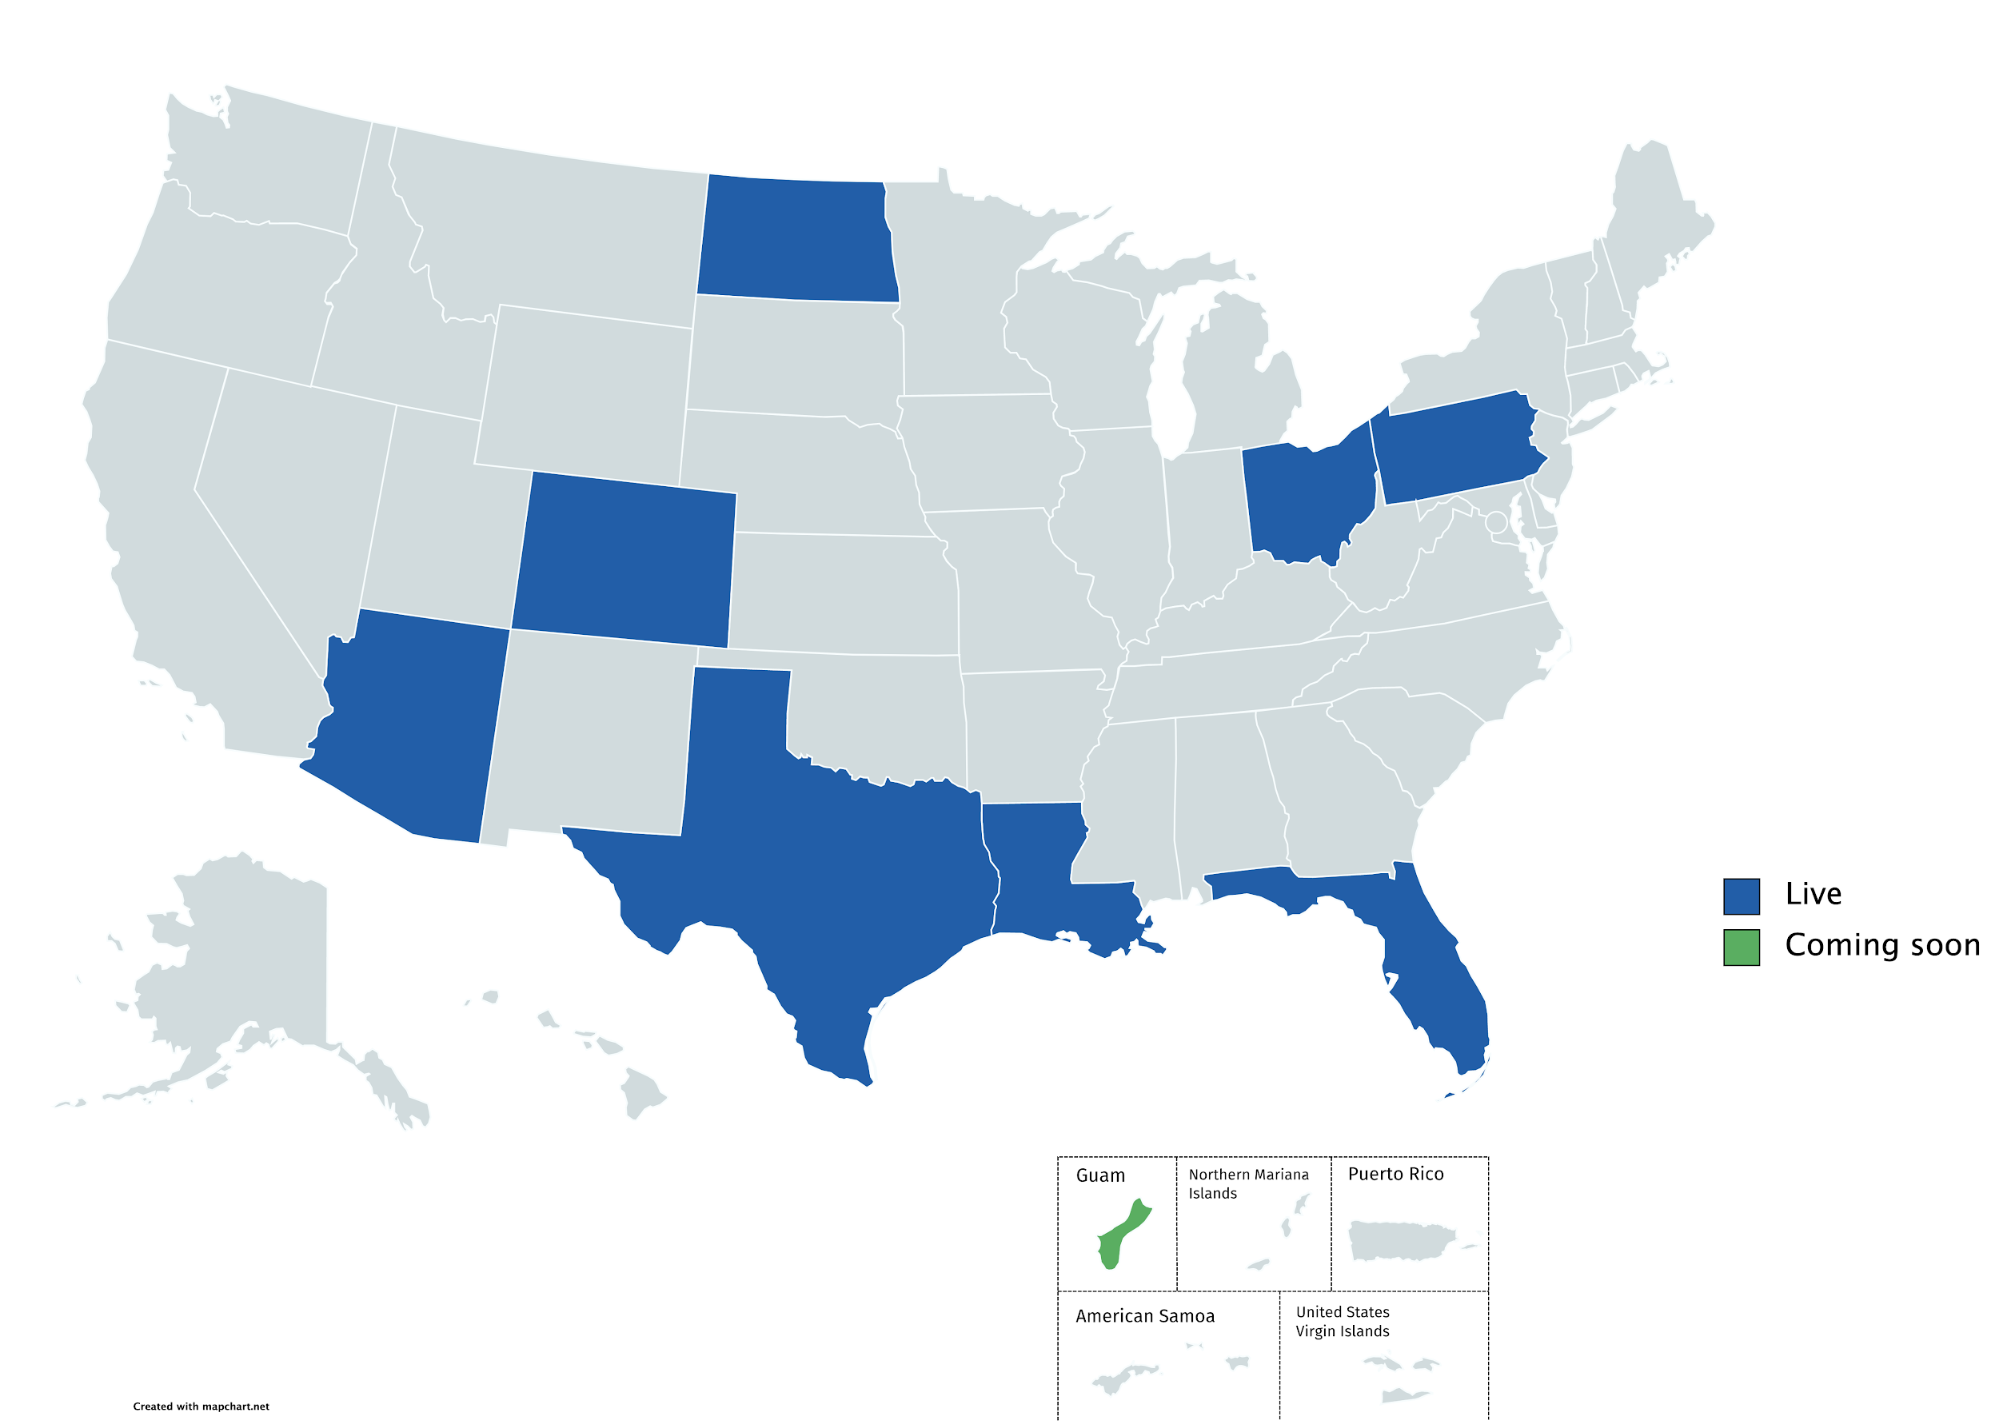 Live
Coming soon
Guam
Northern Mariana
Islands
Puerto Rico
American Samoa
United States
Virgin Islands
Created with mapchart.net